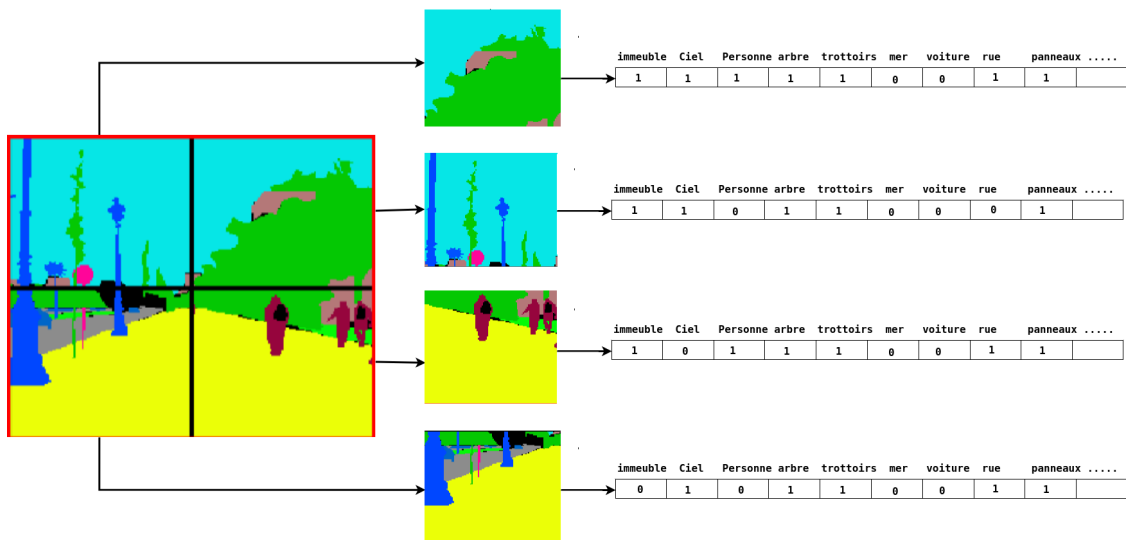 immeuble Ciel Personne arbre trottoirs mer voiture rue panneaux .....
1 1 1 1 1 0 0 1 1
immeuble Ciel Personne arbre trottoirs mer voiture rue panneaux .....
1 1 0 1 1 0 0 0 1
immeuble Ciel Personne arbre trottoirs mer voiture rue panneaux .....
1 0 1 1 1 0 0 1 1
immeuble Ciel Personne arbre trottoirs mer voiture rue panneaux .....
0 1 0 1 1 0 0 1 1